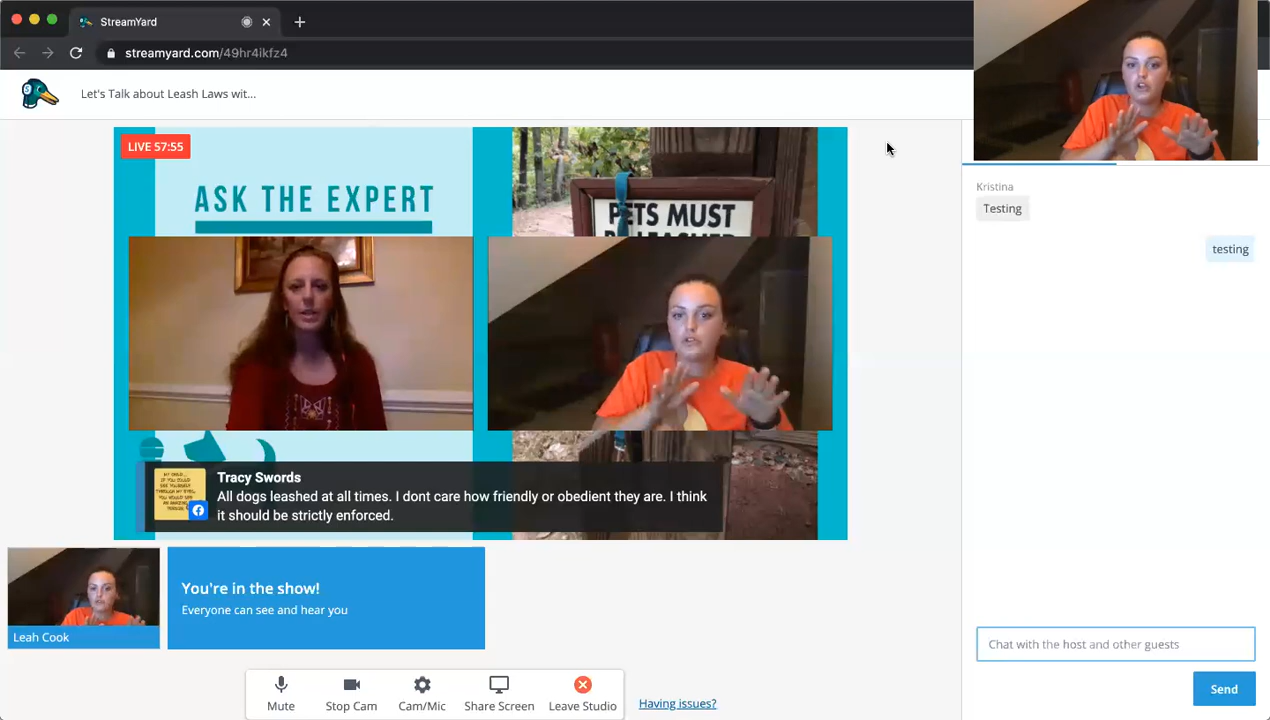 StreamYard
streamyard.com/49hr4ikfz4
Let's Talk about Leash Laws wit...
LIVE 57:55
ASK THE EXPERT
PETS MUST
Kristina
Testing
testing
Tracy Swords
All dogs leashed at all times. I dont care how friendly or obedient they are. I think
it should be strictly enforced.
You're in the show!
Everyone can see and hear you
Leah Cook
Chat with the host and other guests
Send
Mute
Stop Cam
Cam/Mic
Share Screen
Leave Studio
Having issues?